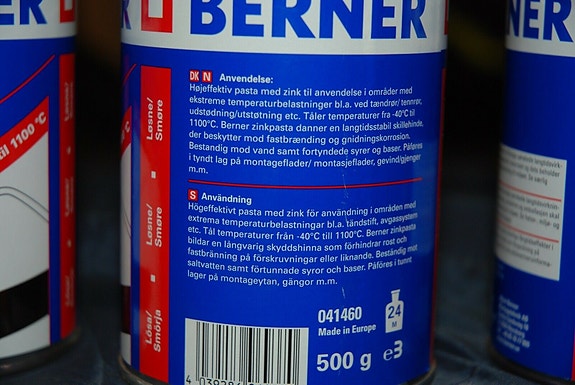 BERNER
BERNER
DK N Anvendelse:
Højeffektiv pasta med zink til anvendelse i områder med
ekstreme temperaturbelastninger bl.a. ved tændrør/ tennrør,
udstødning/utstøtning etc. Tåler temperaturer fra -40°C til
1100°C. Berner zinkpasta danner en langtidsstabil skillehinde,
der beskytter mod fastbrænding og gnidningskorrosion.
Bestandig mod vand samt fortyndede syrer og baser. Påføres
i tyndt lag på montageflader/ montasjeflader, gevind/gjenger
m.m.
S Användning
Högeffektivt pasta med zink för användning i områden med
extrema temperaturbelastningar bl.a. tändstift, avgassystem
etc. Tål temperaturer från -40°C till 1100°C. Berner zinkpasta
bildar en långvarig skyddshinna som förhindrar rost och
fastbränning på förskruvningar eller liknande. Beständig mot
saltvatten samt förtunnade syror och baser. Påföres i tunnt
lager på montageytan, gängor m.m.
041460
Made in Europe
24
M
500 g e3
Løsne/
Smøre
Løsne/
Smøre
Lösa/
Smörja
til 1100 °C